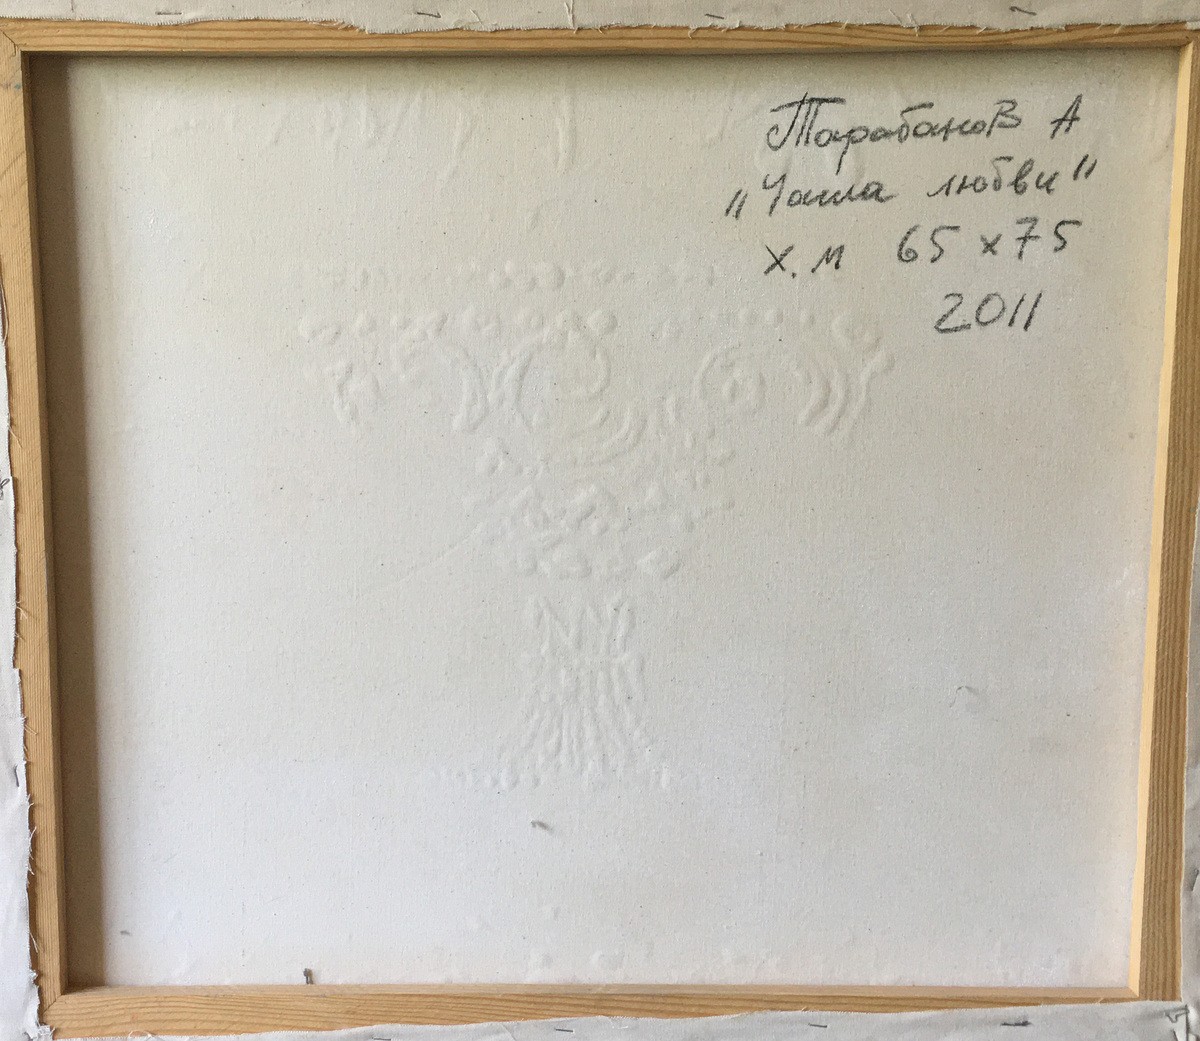 Тарабанов А
„Чаша любви"
х.м 65 х 75
2011